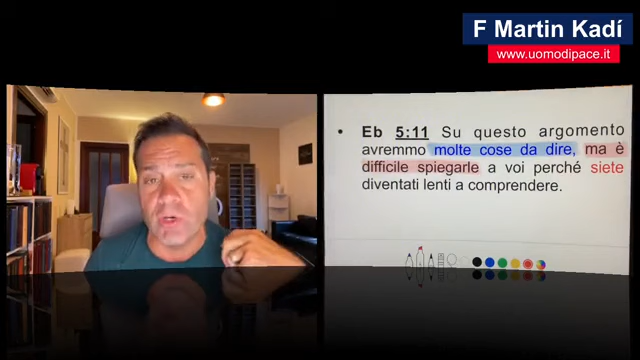 F Martin Kadí
www.uomodipace.it
• Eb 5:11 Su questo argomento
avremmo molte cose da dire, ma è
difficile spiegarle a voi perché siete
diventati lenti a comprendere.